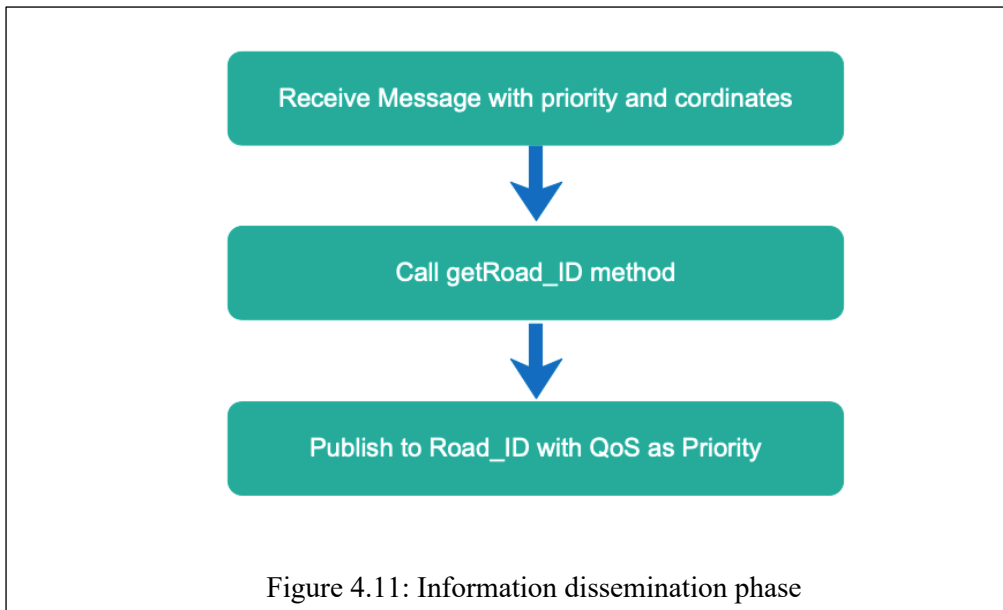 Receive Message with priority and cordinates
Call getRoad_ID method
Publish to Road_ID with QoS as Priority
Figure 4.11: Information dissemination phase